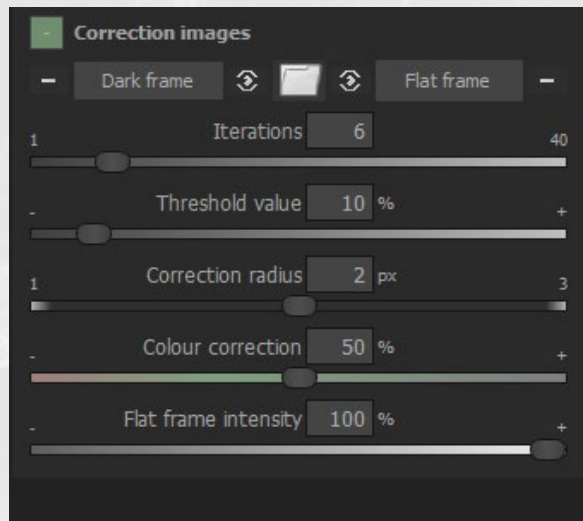 - Correction images
- Dark frame Flat frame -
Iterations 6
1 40
Threshold value 10 %
- +
Correction radius 2 px
1 3
Colour correction 50 %
- +
Flat frame intensity 100 %
- +